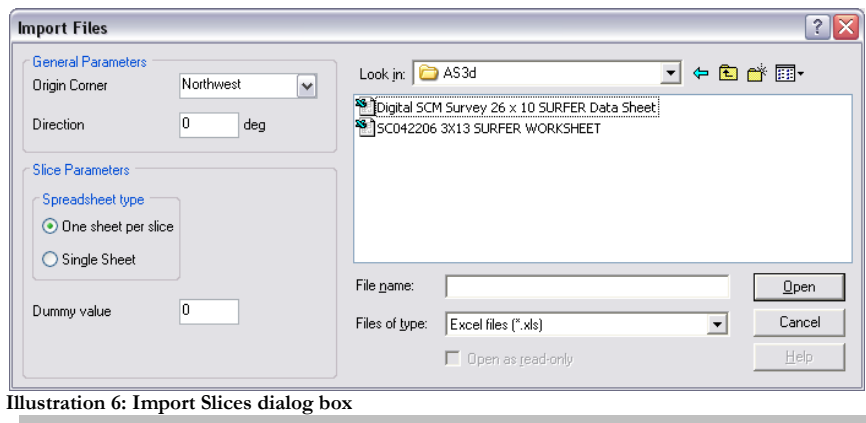 Import Files
General Parameters
Origin Corner Northwest
Direction 0 deg
Slice Parameters
Spreadsheet type
One sheet per slice
Single Sheet
Dummy value 0
Look in: AS3d
Digital SCM Survey 26 x 10 SURFER Data Sheet
SC042206 3X13 SURFER WORKSHEET
File name: Open
Files of type: Excel files (*.xls) Cancel
Open as read-only Help
Illustration 6: Import Slices dialog box